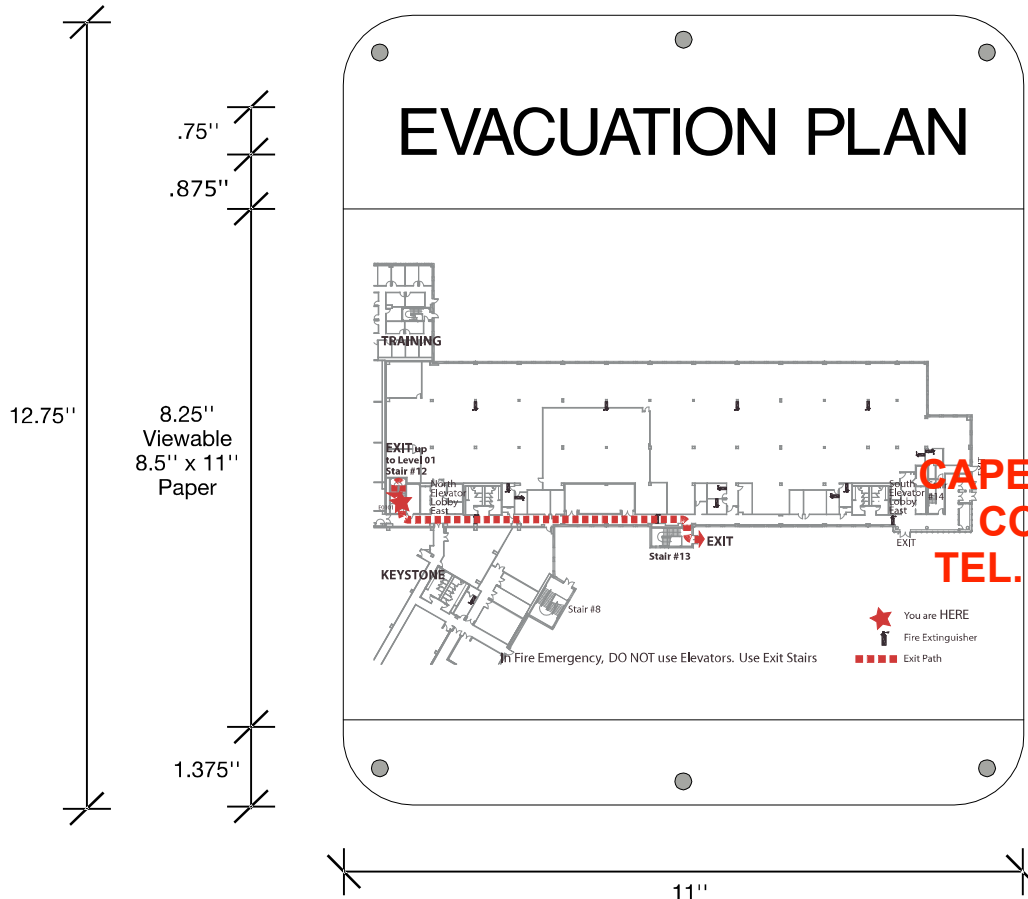 EVACUATION PLAN
.75''
.875''
12.75''
8.25''
Viewable
8.5'' x 11''
Paper
1.375''
11''
TRAINING
EXIT up
to Level 01
Stair #12
North
Elevator
Lobby
East
South
Elevator
Lobby
East
#14
EXIT
CAPE
CO
TEL.
EXIT
Stair #13
KEYSTONE
Stair #8
You are HERE
Fire Extinguisher
Exit Path
In Fire Emergency, DO NOT use Elevators. Use Exit Stairs